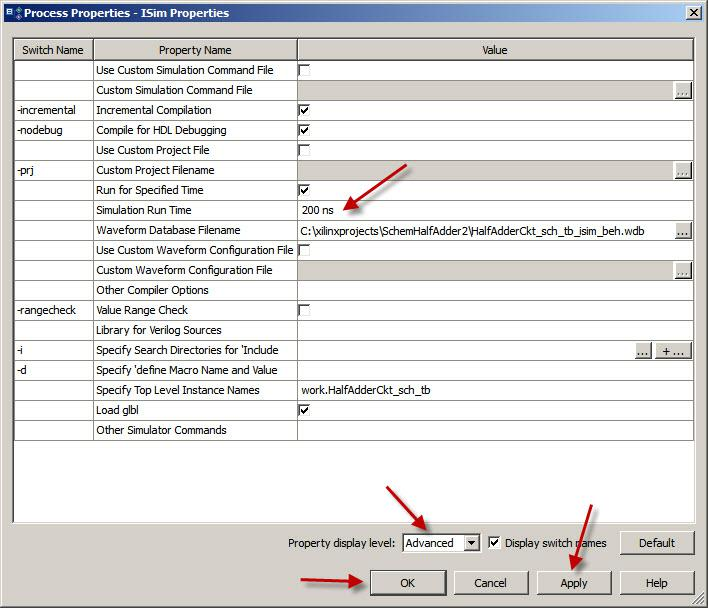 Process Properties - ISim Properties
Switch Name Property Name Value
Use Custom Simulation Command File
Custom Simulation Command File ...
-incremental Incremental Compilation
-nodebug Compile for HDL Debugging
Use Custom Project File
-prj Custom Project Filename ...
Run for Specified Time
Simulation Run Time 200 ns
Waveform Database Filename C:\xilinxprojects\SchemHalfAdder2\HalfAdderCkt_sch_tb_isim_beh.wdb ...
Use Custom Waveform Configuration File
Custom Waveform Configuration File ...
Other Compiler Options
-rangecheck Value Range Check
Library for Verilog Sources
-i Specify Search Directories for 'Include ... + ...
-d Specify 'define Macro Name and Value
Specify Top Level Instance Names work.HalfAdderCkt_sch_tb
Load glbl
Other Simulator Commands
Property display level: Advanced Display switch names Default
OK Cancel Apply Help